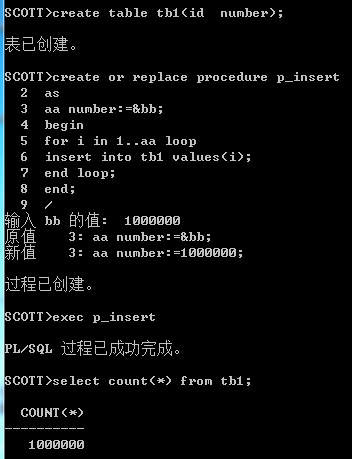 SCOTT>create table tb1(id  number);
表已创建。
SCOTT>create or replace procedure p_insert
  2  as
  3  aa number:=&bb;
  4  begin
  5  for i in 1..aa loop
  6  insert into tb1 values(i);
  7  end loop;
  8  end;
  9  /
输入 bb 的值:  1000000
原值    3: aa number:=&bb;
新值    3: aa number:=1000000;
过程已创建。
SCOTT>exec p_insert
PL/SQL 过程已成功完成。
SCOTT>select count(*) from tb1;
  COUNT(*)
----------
   1000000